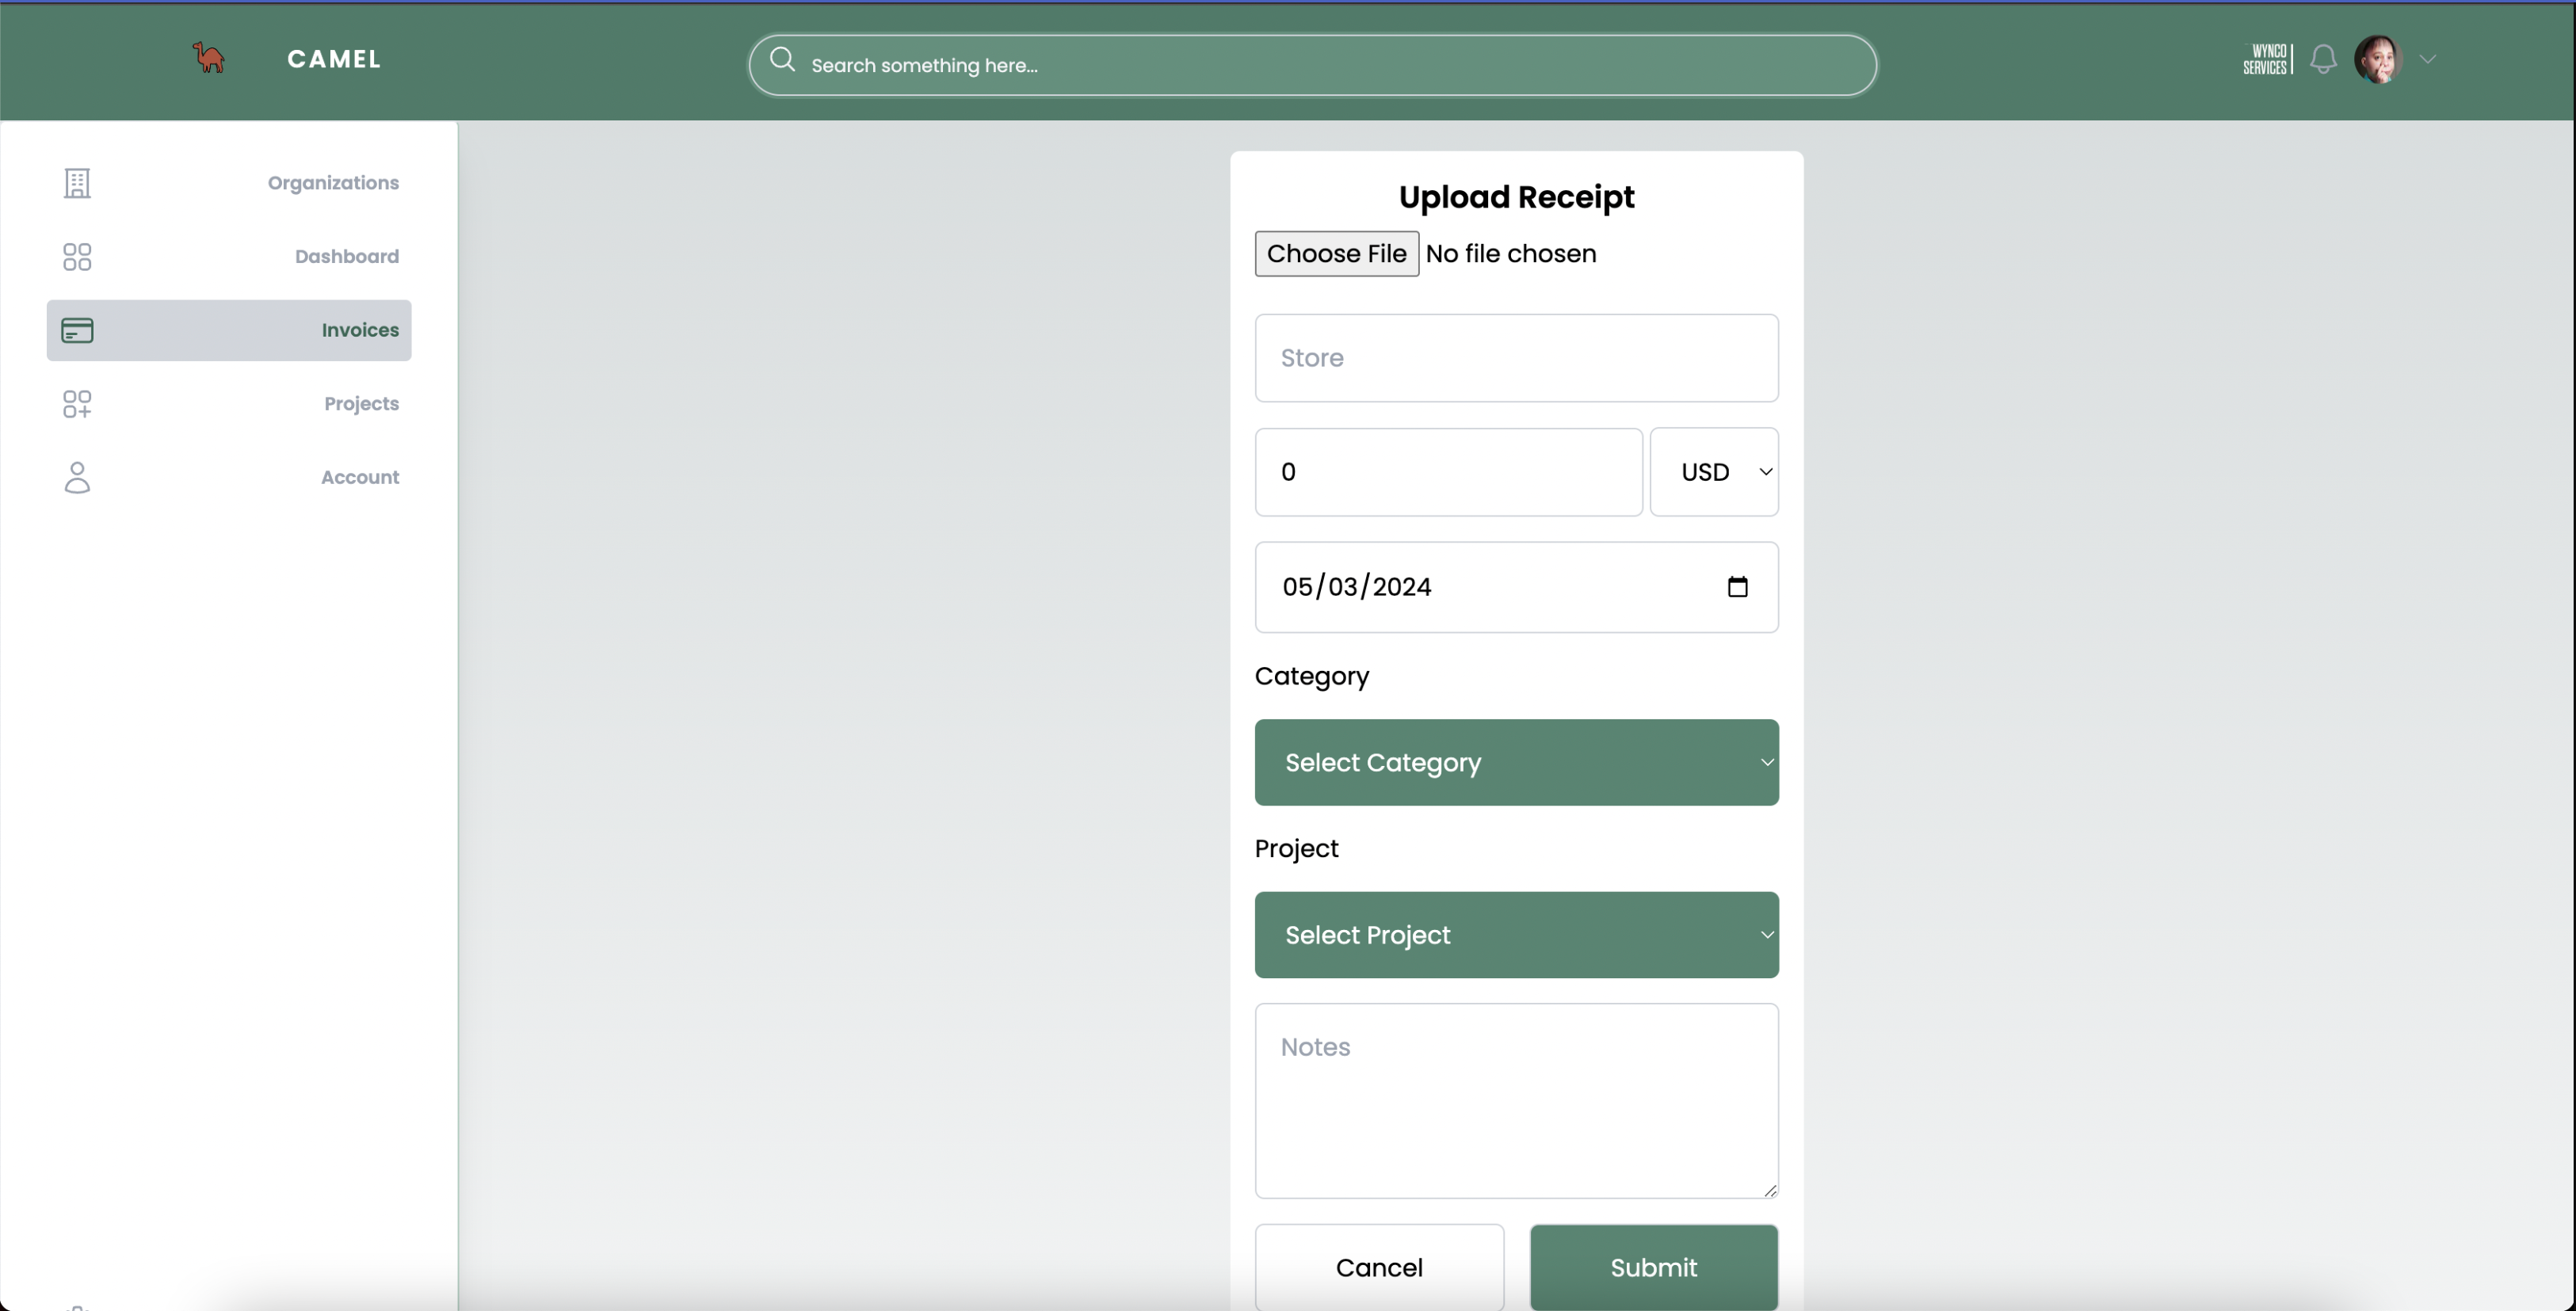 CAMEL
Search something here...
WYNCO
SERVICES
Organizations
Dashboard
Invoices
Projects
Account
Upload Receipt
Choose File No file chosen
Store
0
USD
05/03/2024
Category
Select Category
Project
Select Project
Notes
Cancel
Submit